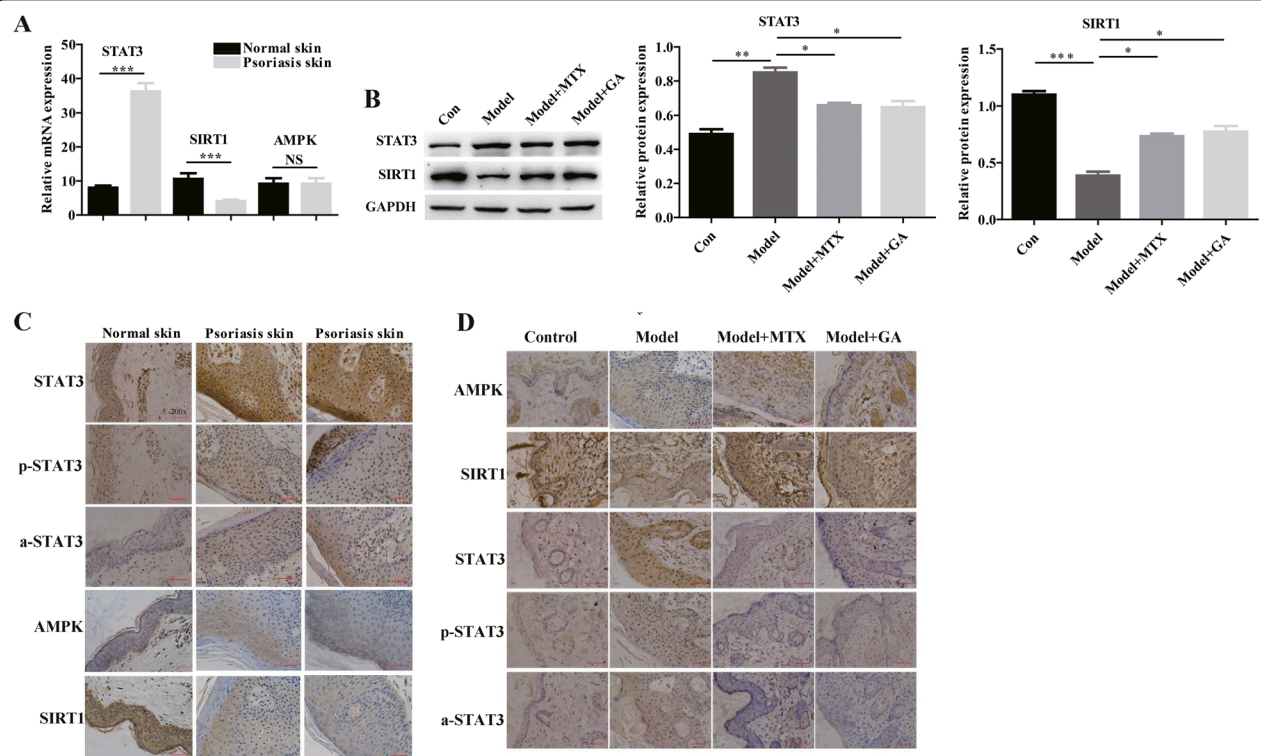 A
Relative mRNA expression
50
40
30
20
10
0
STAT3
***
SIRT1
***
AMPK
NS
Normal skin
Psoriasis skin
B
Con
Model
Model+MTX
Model+GA
STAT3
SIRT1
GAPDH
STAT3
Relative protein expression
1.0
0.8
0.6
0.4
0.2
0.0
**
*
*
Con
Model
Model+MTX
Model+GA
SIRT1
Relative protein expression
1.5
1.0
0.5
0.0
***
*
*
Con
Model
Model+MTX
Model+GA
C
Normal skin
Psoriasis skin
Psoriasis skin
STAT3
200x
p-STAT3
a-STAT3
AMPK
SIRT1
D
Control
Model
Model+MTX
Model+GA
AMPK
SIRT1
STAT3
p-STAT3
a-STAT3